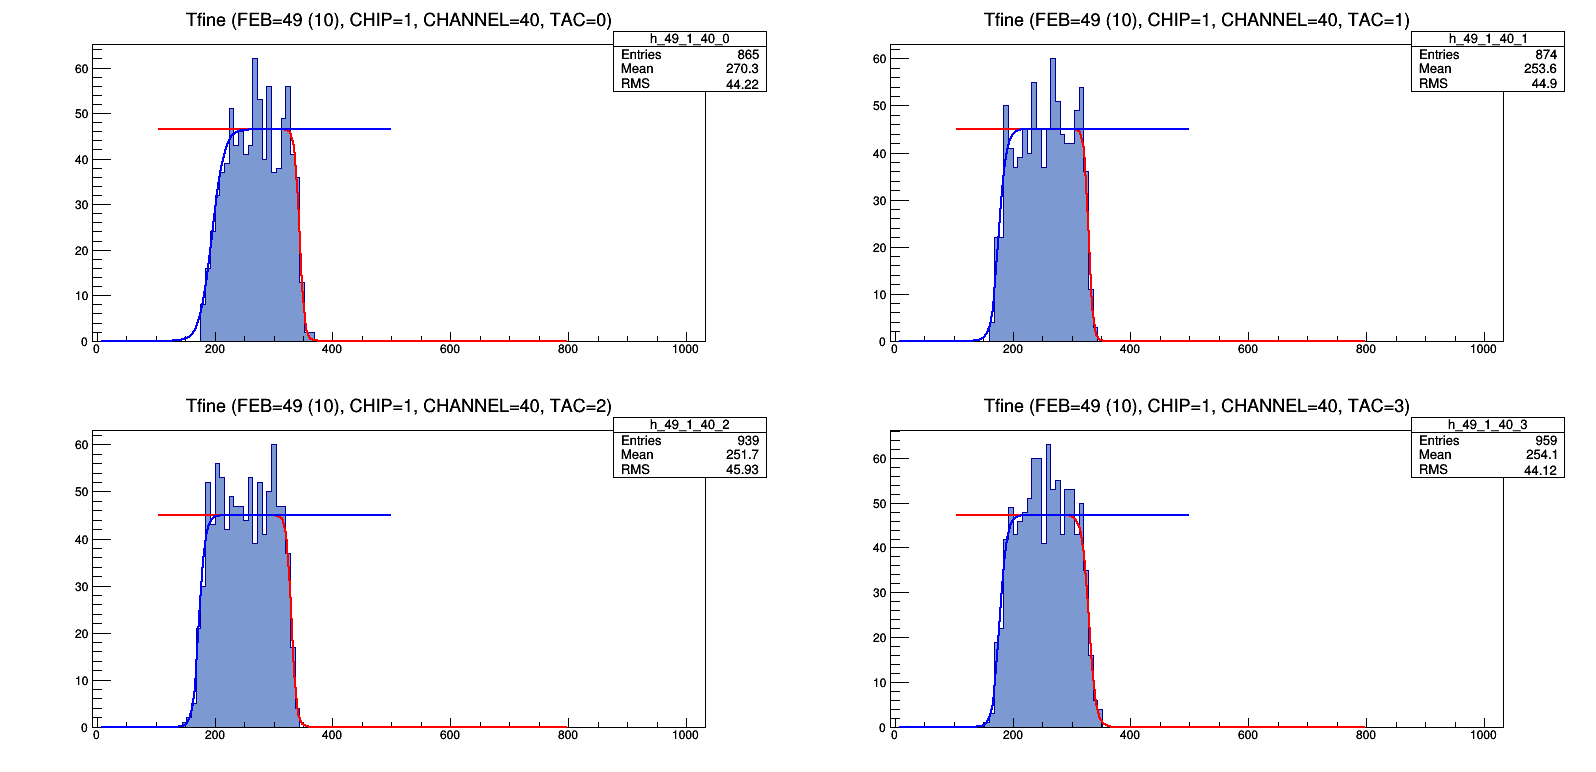 Tfine (FEB=49 (10), CHIP=1, CHANNEL=40, TAC=0)
h_49_1_40_0
Entries 865
Mean 270.3
RMS 44.22
60
50
40
30
20
10
0
0 200 400 600 800 1000
Tfine (FEB=49 (10), CHIP=1, CHANNEL=40, TAC=1)
h_49_1_40_1
Entries 874
Mean 253.6
RMS 44.9
60
50
40
30
20
10
0
0 200 400 600 800 1000
Tfine (FEB=49 (10), CHIP=1, CHANNEL=40, TAC=2)
h_49_1_40_2
Entries 939
Mean 251.7
RMS 45.93
60
50
40
30
20
10
0
0 200 400 600 800 1000
Tfine (FEB=49 (10), CHIP=1, CHANNEL=40, TAC=3)
h_49_1_40_3
Entries 959
Mean 254.1
RMS 44.12
60
50
40
30
20
10
0
0 200 400 600 800 1000